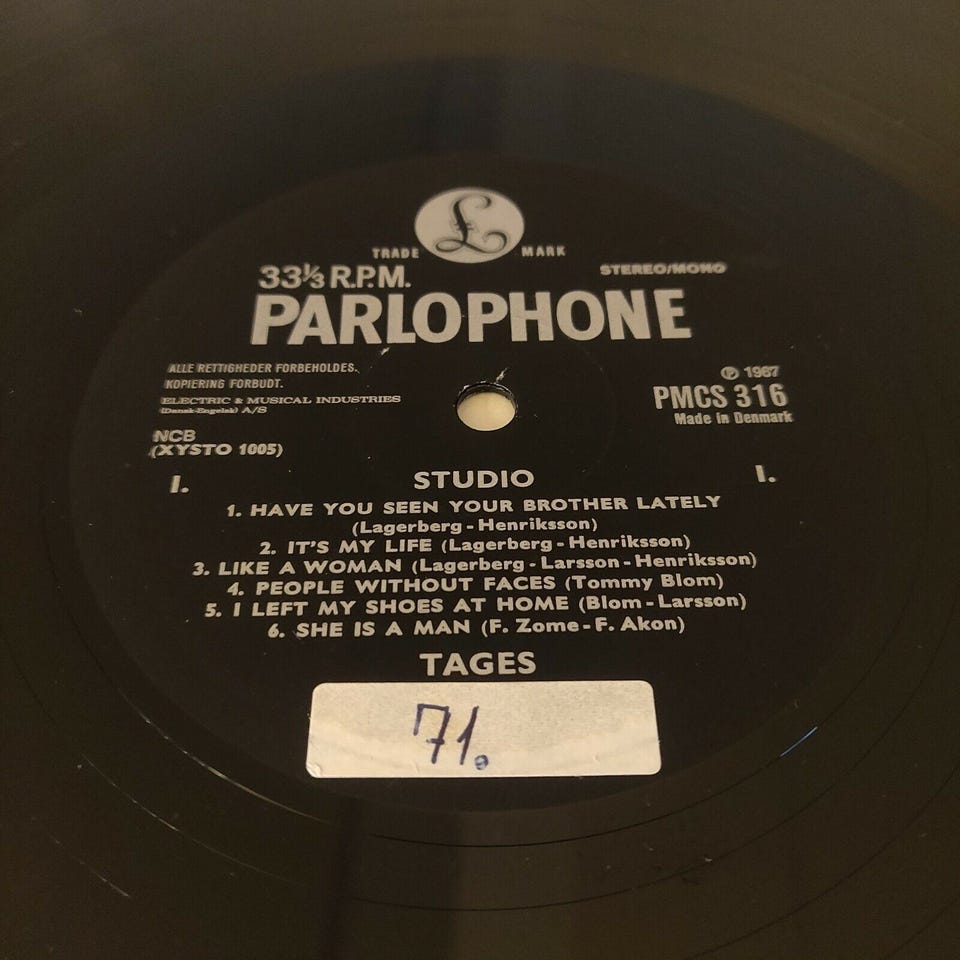 £
TRADE MARK
33⅓ R.P.M. STEREO/MONO
PARLOPHONE
ALLE RETTIGHEDER FORBEHOLDES.
KOPIERING FORBUDT.
ELECTRIC & MUSICAL INDUSTRIES
(Dansk-Engelsk) A/S
℗ 1967
PMCS 316
Made in Denmark
NCB
(XYSTO 1005)
I. STUDIO I.
1. HAVE YOU SEEN YOUR BROTHER LATELY
(Lagerberg - Henriksson)
2. IT'S MY LIFE (Lagerberg - Henriksson)
3. LIKE A WOMAN (Lagerberg - Larsson - Henriksson)
4. PEOPLE WITHOUT FACES (Tommy Blom)
5. I LEFT MY SHOES AT HOME (Blom - Larsson)
6. SHE IS A MAN (F. Zome - F. Akon)
TAGES
71.